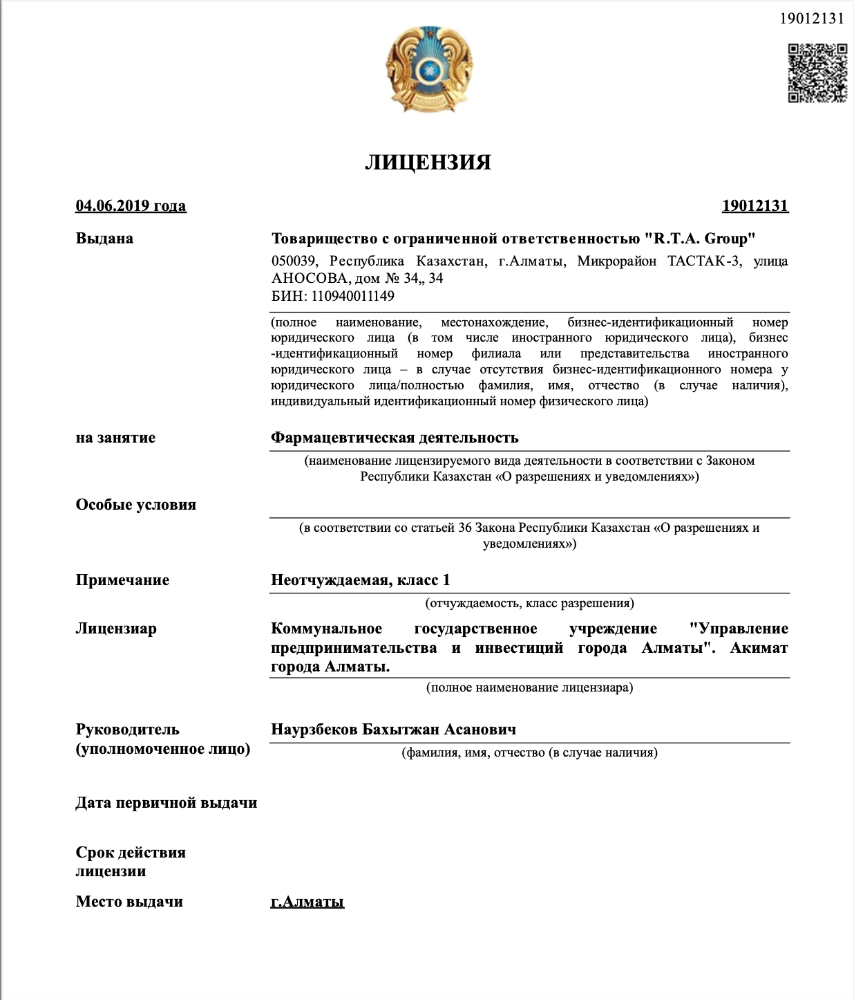 19012131
ЛИЦЕНЗИЯ
04.06.2019 года 19012131
Выдана Товарищество с ограниченной ответственностью "R.T.A. Group"
050039, Республика Казахстан, г.Алматы, Микрорайон ТАСТАК-3, улица
АНОСОВА, дом № 34,, 34
БИН: 110940011149
(полное наименование, местонахождение, бизнес-идентификационный номер
юридического лица (в том числе иностранного юридического лица), бизнес
-идентификационный номер филиала или представительства иностранного
юридического лица – в случае отсутствия бизнес-идентификационного номера у
юридического лица/полностью фамилия, имя, отчество (в случае наличия),
индивидуальный идентификационный номер физического лица)
на занятие Фармацевтическая деятельность
(наименование лицензируемого вида деятельности в соответствии с Законом
Республики Казахстан «О разрешениях и уведомлениях»)
Особые условия
(в соответствии со статьей 36 Закона Республики Казахстан «О разрешениях и
уведомлениях»)
Примечание Неотчуждаемая, класс 1
(отчуждаемость, класс разрешения)
Лицензиар Коммунальное государственное учреждение "Управление
предпринимательства и инвестиций города Алматы". Акимат
города Алматы.
(полное наименование лицензиара)
Руководитель Наурзбеков Бахытжан Асанович
(уполномоченное лицо)
(фамилия, имя, отчество (в случае наличия)
Дата первичной выдачи
Срок действия
лицензии
Место выдачи г.Алматы